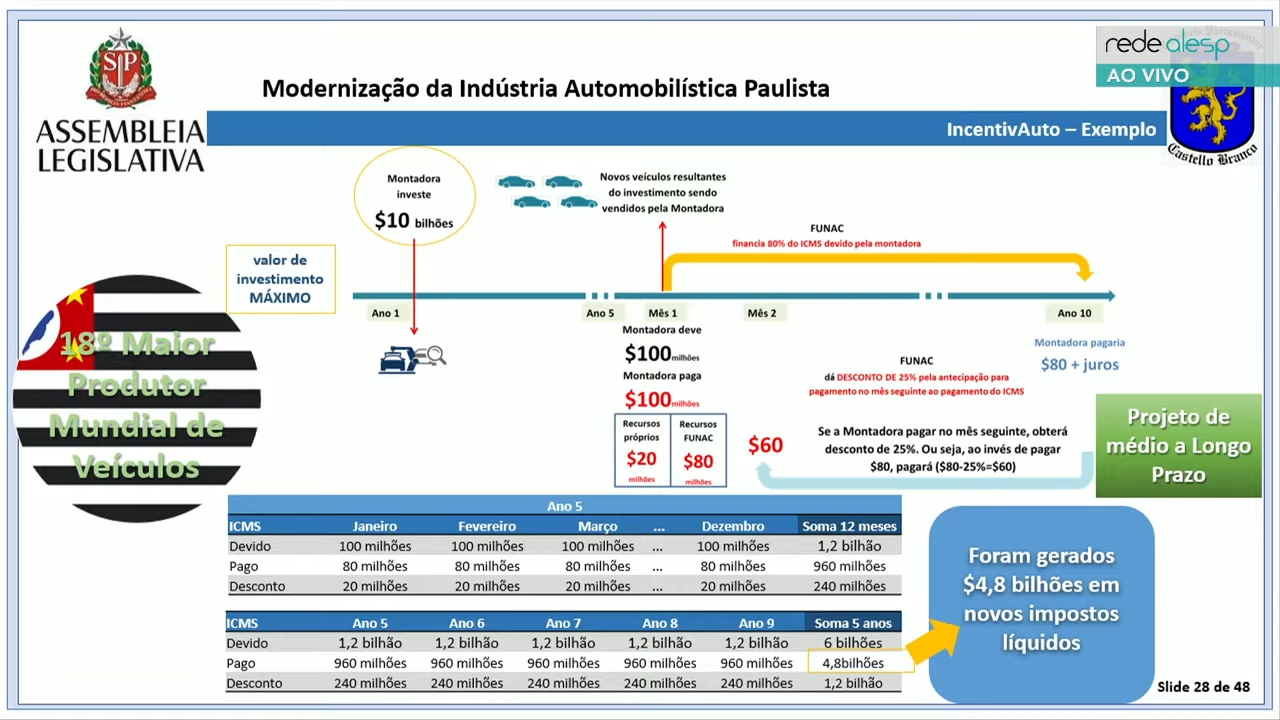 rede alesp
AO VIVO
SP
ASSEMBLEIA
LEGISLATIVA
Modernização da Indústria Automobilística Paulista
IncentivAuto – Exemplo
Castello Branco
Montadora
investe
$10 bilhões
Novos veículos resultantes
do investimento sendo
vendidos pela Montadora
FUNAC
financia 80% do ICMS devido pela montadora
valor de
investimento
MÁXIMO
Ano 1
Ano 5
Mês 1
Mês 2
Ano 10
18º Maior
Produtor
Mundial de
Veículos
Montadora deve
$100milhões
Montadora paga
$100milhões
Recursos
próprios
$20
milhões
Recursos
FUNAC
$80
milhões
$60
Montadora pagaria
$80 + juros
FUNAC
dá DESCONTO DE 25% pela antecipação para
pagamento no mês seguinte ao pagamento do ICMS
Se a Montadora pagar no mês seguinte, obterá
desconto de 25%. Ou seja, ao invés de pagar
$80, pagará ($80-25%=$60)
Projeto de
médio a Longo
Prazo
Ano 5
ICMS Janeiro Fevereiro Março ... Dezembro Soma 12 meses
Devido 100 milhões 100 milhões 100 milhões ... 100 milhões 1,2 bilhão
Pago 80 milhões 80 milhões 80 milhões ... 80 milhões 960 milhões
Desconto 20 milhões 20 milhões 20 milhões ... 20 milhões 240 milhões
ICMS Ano 5 Ano 6 Ano 7 Ano 8 Ano 9 Soma 5 anos
Devido 1,2 bilhão 1,2 bilhão 1,2 bilhão 1,2 bilhão 1,2 bilhão 6 bilhões
Pago 960 milhões 960 milhões 960 milhões 960 milhões 960 milhões 4,8bilhões
Desconto 240 milhões 240 milhões 240 milhões 240 milhões 240 milhões 1,2 bilhão
Foram gerados
$4,8 bilhões em
novos impostos
líquidos
Slide 28 de 48